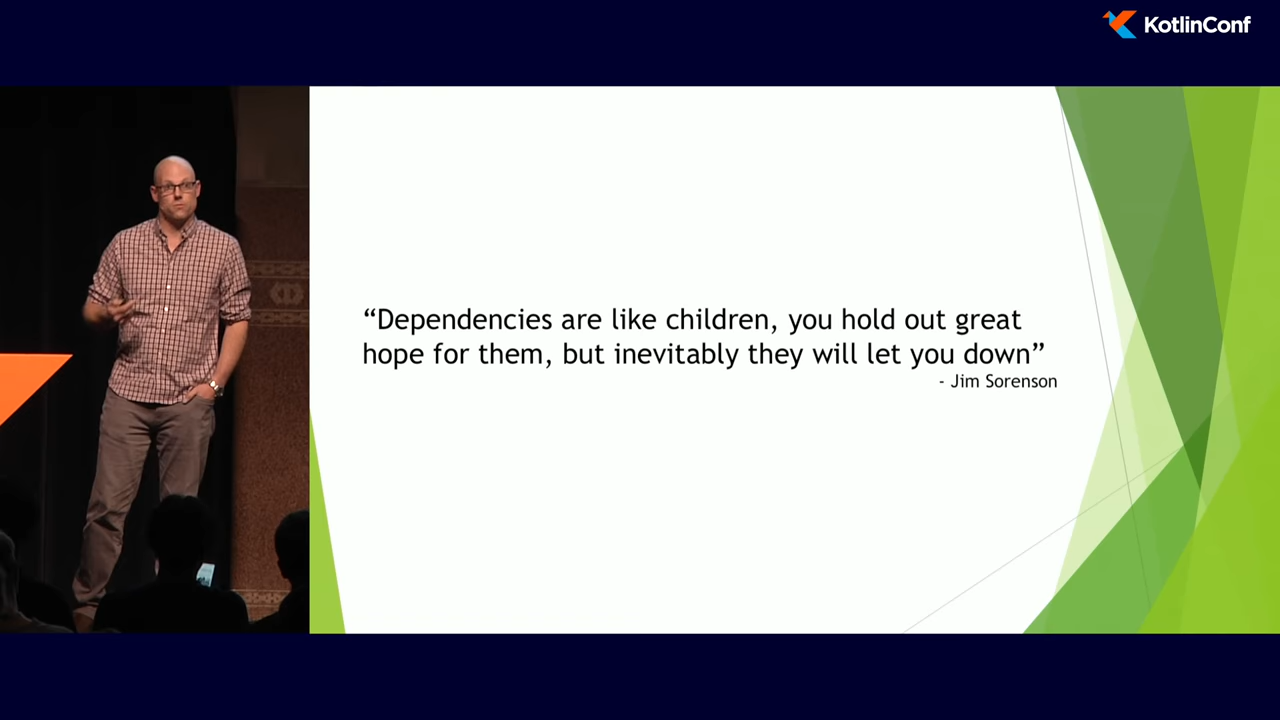 KotlinConf
“Dependencies are like children, you hold out great
hope for them, but inevitably they will let you down”
- Jim Sorenson